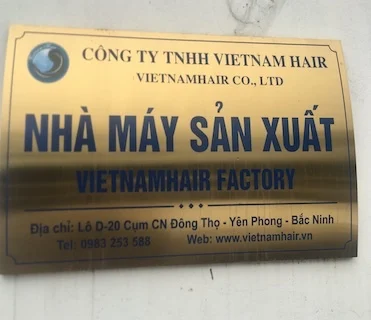 CÔNG TY TNHH VIETNAM HAIR
VIETNAMHAIR CO., LTD
NHÀ MÁY SẢN XUẤT
VIETNAMHAIR FACTORY
Địa chỉ: Lô D-20 Cụm CN Đông Thọ - Yên Phong - Bắc Ninh
Tel: 0983 253 588 Web: www.vietnamhair.vn